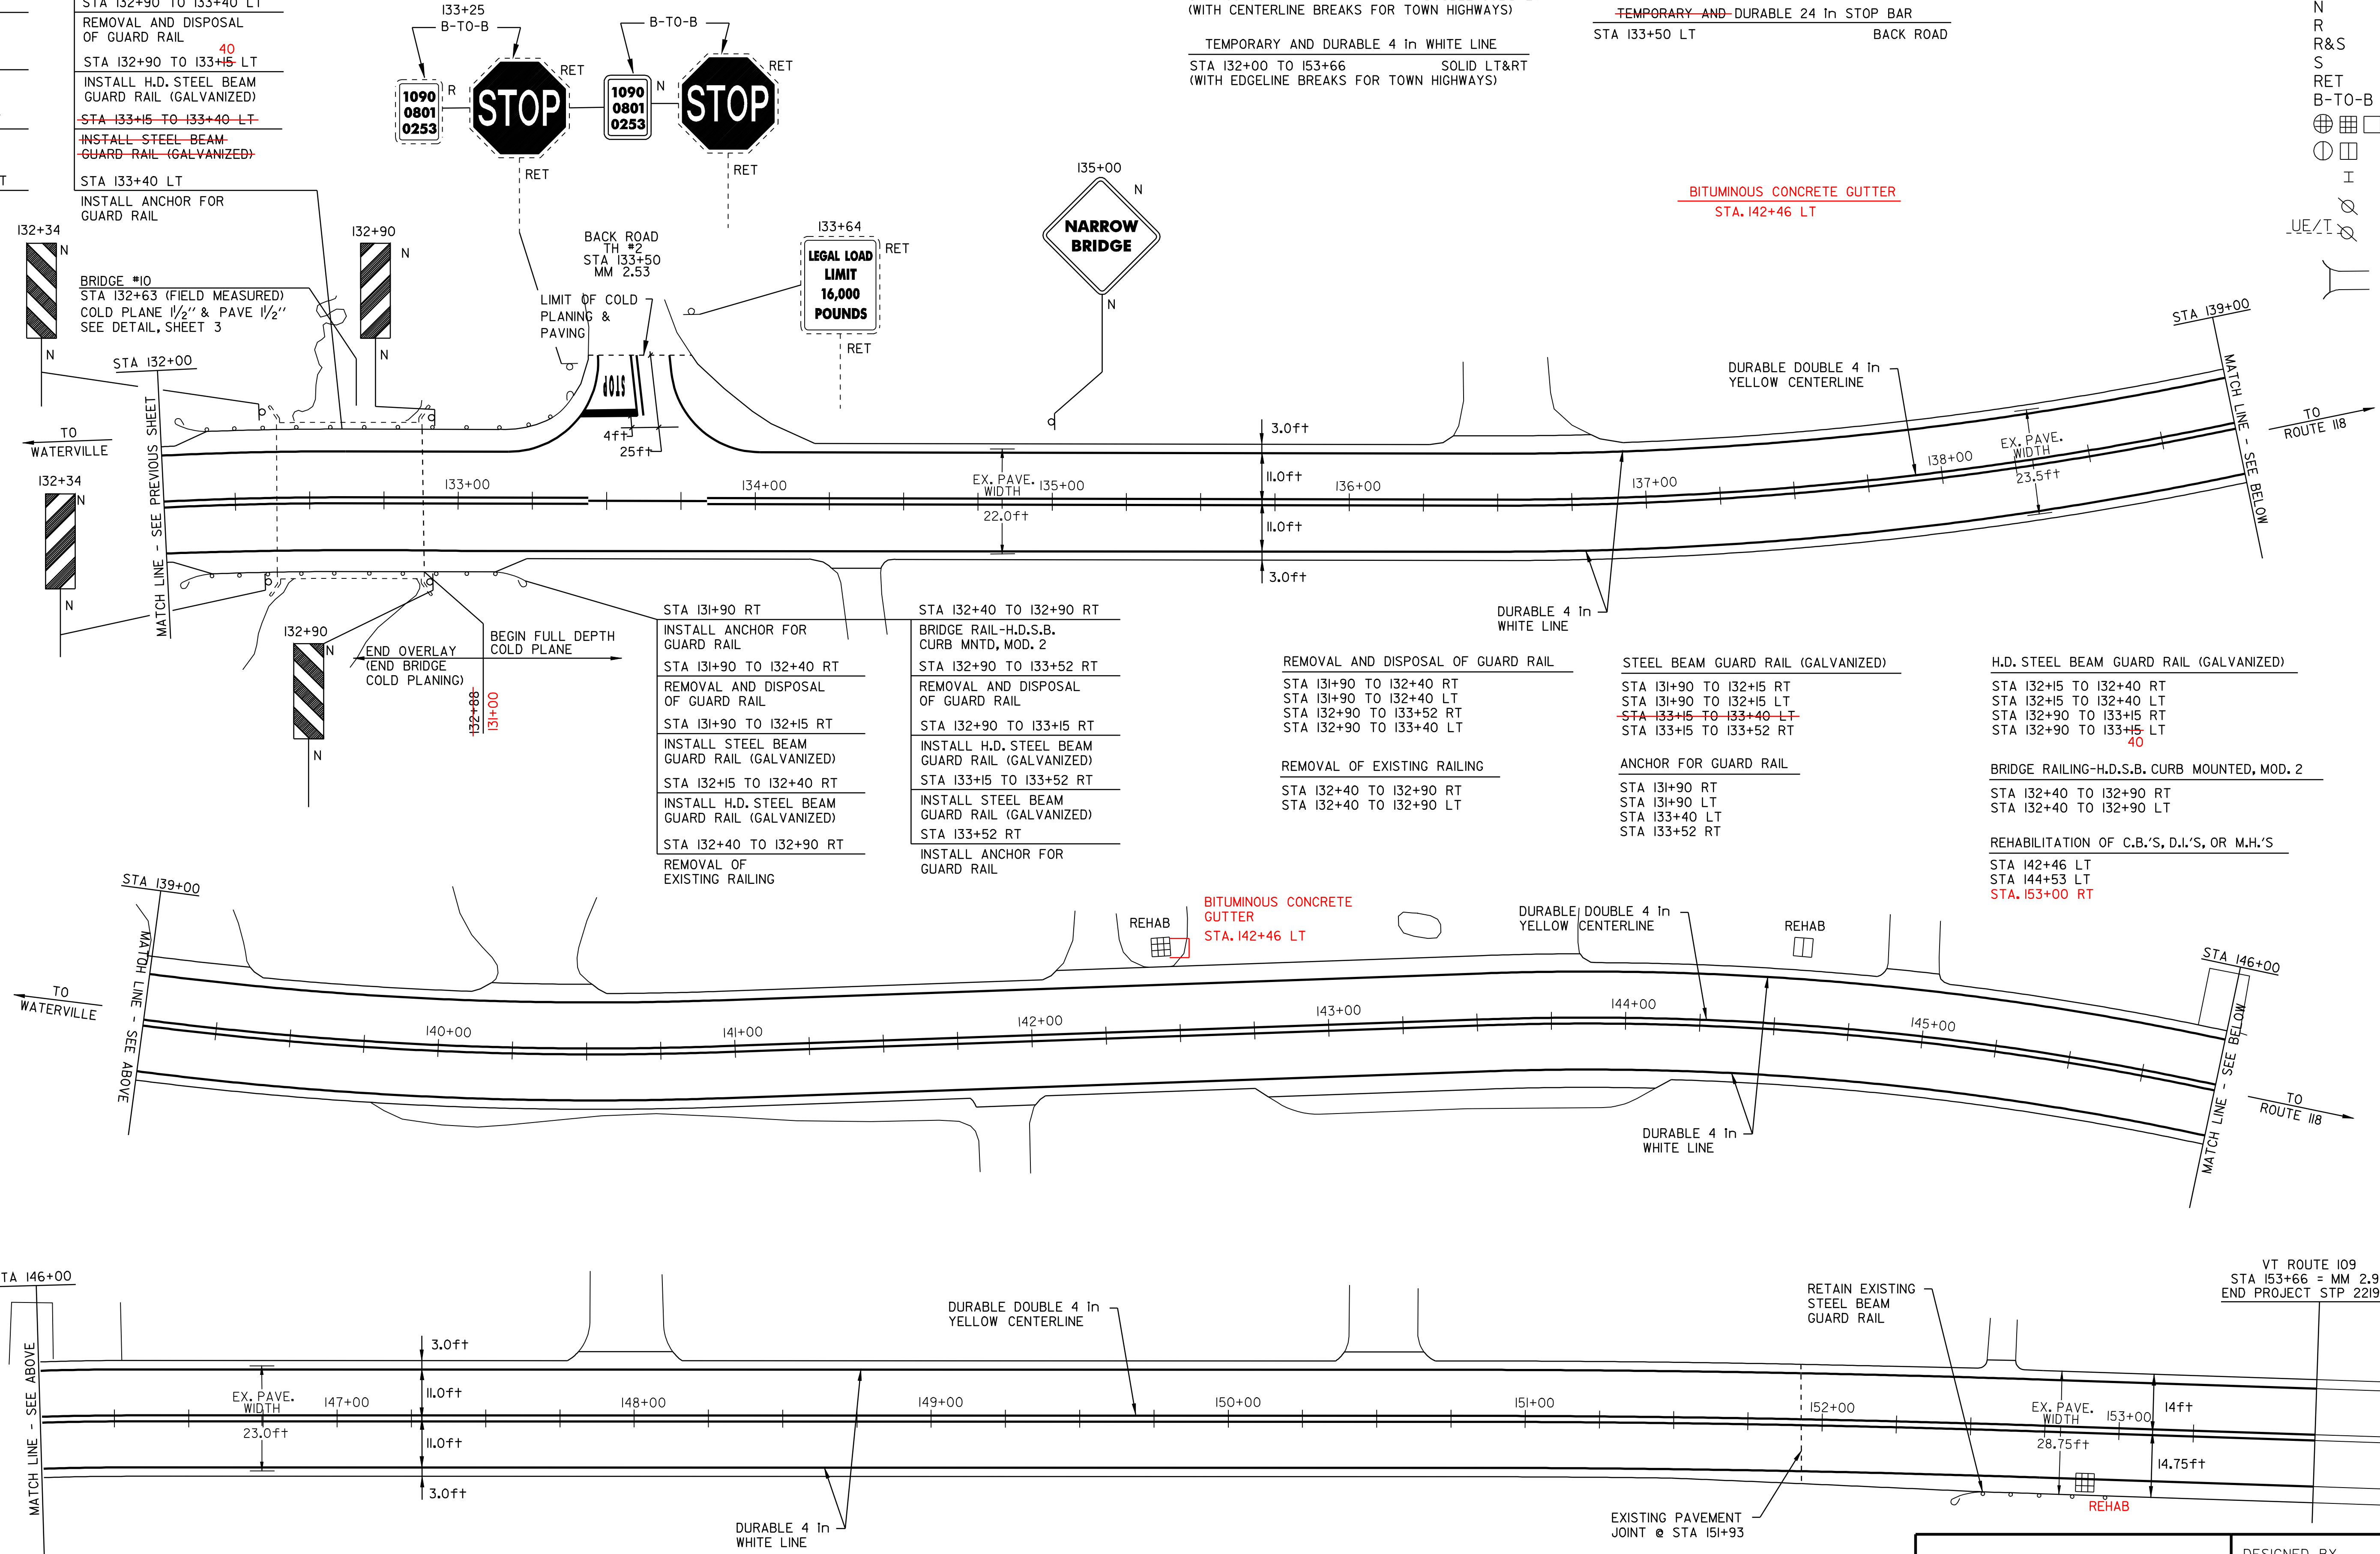 STA 132+90 TO 133+40 LT
REMOVAL AND DISPOSAL
OF GUARD RAIL
40
STA 132+90 TO 133+15 LT
INSTALL H.D. STEEL BEAM
GUARD RAIL (GALVANIZED)
STA 133+15 TO 133+40 LT
INSTALL STEEL BEAM
GUARD RAIL (GALVANIZED)
STA 133+40 LT
INSTALL ANCHOR FOR
GUARD RAIL
T
133+25
B-TO-B
B-TO-B
1090
0801
0253
R
STOP
RET
RET
1090
0801
0253
N
STOP
RET
RET
(WITH CENTERLINE BREAKS FOR TOWN HIGHWAYS)
TEMPORARY AND DURABLE 4 in WHITE LINE
STA 132+00 TO 153+66 SOLID LT&RT
(WITH EDGELINE BREAKS FOR TOWN HIGHWAYS)
TEMPORARY AND DURABLE 24 in STOP BAR
STA 133+50 LT BACK ROAD
N
R
R&S
S
RET
B-TO-B
UE/T
BITUMINOUS CONCRETE GUTTER
STA. 142+46 LT
132+34
N
N
132+90
N
N
BRIDGE #10
STA 132+63 (FIELD MEASURED)
COLD PLANE 1 1/2" & PAVE 1 1/2"
SEE DETAIL, SHEET 3
BACK ROAD
TH #2
STA 133+50
MM 2.53
LIMIT OF COLD
PLANING &
PAVING
133+64
LEGAL LOAD
LIMIT
16,000
POUNDS
RET
RET
135+00
N
NARROW
BRIDGE
N
STA 132+00
MATCH LINE - SEE PREVIOUS SHEET
TO
WATERVILLE
132+34
N
N
STOP
4ft
25ft
133+00
134+00
EX. PAVE.
WIDTH
22.0ft
135+00
3.0ft
11.0ft
11.0ft
3.0ft
136+00
137+00
138+00
DURABLE DOUBLE 4 in
YELLOW CENTERLINE
EX. PAVE.
WIDTH
23.5ft
STA 139+00
MATCH LINE - SEE BELOW
TO
ROUTE 118
DURABLE 4 in
WHITE LINE
132+90
N
N
END OVERLAY
(END BRIDGE
COLD PLANING)
BEGIN FULL DEPTH
COLD PLANE
132+88
131+00
STA 131+90 RT
INSTALL ANCHOR FOR
GUARD RAIL
STA 131+90 TO 132+40 RT
REMOVAL AND DISPOSAL
OF GUARD RAIL
STA 131+90 TO 132+15 RT
INSTALL STEEL BEAM
GUARD RAIL (GALVANIZED)
STA 132+15 TO 132+40 RT
INSTALL H.D. STEEL BEAM
GUARD RAIL (GALVANIZED)
STA 132+40 TO 132+90 RT
REMOVAL OF
EXISTING RAILING
STA 132+40 TO 132+90 RT
BRIDGE RAIL-H.D.S.B.
CURB MNTD, MOD. 2
STA 132+90 TO 133+52 RT
REMOVAL AND DISPOSAL
OF GUARD RAIL
STA 132+90 TO 133+15 RT
INSTALL H.D. STEEL BEAM
GUARD RAIL (GALVANIZED)
STA 133+15 TO 133+52 RT
INSTALL STEEL BEAM
GUARD RAIL (GALVANIZED)
STA 133+52 RT
INSTALL ANCHOR FOR
GUARD RAIL
REMOVAL AND DISPOSAL OF GUARD RAIL
STA 131+90 TO 132+40 RT
STA 131+90 TO 132+40 LT
STA 132+90 TO 133+52 RT
STA 132+90 TO 133+40 LT
REMOVAL OF EXISTING RAILING
STA 132+40 TO 132+90 RT
STA 132+40 TO 132+90 LT
STEEL BEAM GUARD RAIL (GALVANIZED)
STA 131+90 TO 132+15 RT
STA 131+90 TO 132+15 LT
STA 133+15 TO 133+40 LT
STA 133+15 TO 133+52 RT
ANCHOR FOR GUARD RAIL
STA 131+90 RT
STA 131+90 LT
STA 133+40 LT
STA 133+52 RT
H.D. STEEL BEAM GUARD RAIL (GALVANIZED)
STA 132+15 TO 132+40 RT
STA 132+15 TO 132+40 LT
STA 132+90 TO 133+15 RT
STA 132+90 TO 133+15 LT
40
BRIDGE RAILING-H.D.S.B. CURB MOUNTED, MOD. 2
STA 132+40 TO 132+90 RT
STA 132+40 TO 132+90 LT
REHABILITATION OF C.B.'S, D.I.'S, OR M.H.'S
STA 142+46 LT
STA 144+53 LT
STA. 153+00 RT
STA 139+00
MATCH LINE - SEE ABOVE
TO
WATERVILLE
140+00
141+00
142+00
143+00
144+00
145+00
REHAB
BITUMINOUS CONCRETE
GUTTER
STA. 142+46 LT
DURABLE DOUBLE 4 in
YELLOW CENTERLINE
REHAB
STA 146+00
MATCH LINE - SEE BELOW
TO
ROUTE 118
DURABLE 4 in
WHITE LINE
TA 146+00
MATCH LINE - SEE ABOVE
EX. PAVE.
WIDTH
23.0ft
147+00
3.0ft
11.0ft
11.0ft
3.0ft
148+00
149+00
150+00
151+00
152+00
153+00
DURABLE DOUBLE 4 in
YELLOW CENTERLINE
DURABLE 4 in
WHITE LINE
RETAIN EXISTING
STEEL BEAM
GUARD RAIL
EX. PAVE.
WIDTH
28.75ft
14ft
14.75ft
REHAB
EXISTING PAVEMENT
JOINT @ STA 151+93
VT ROUTE 109
STA 153+66 = MM 2.9
END PROJECT STP 2219
DESIGNED BY